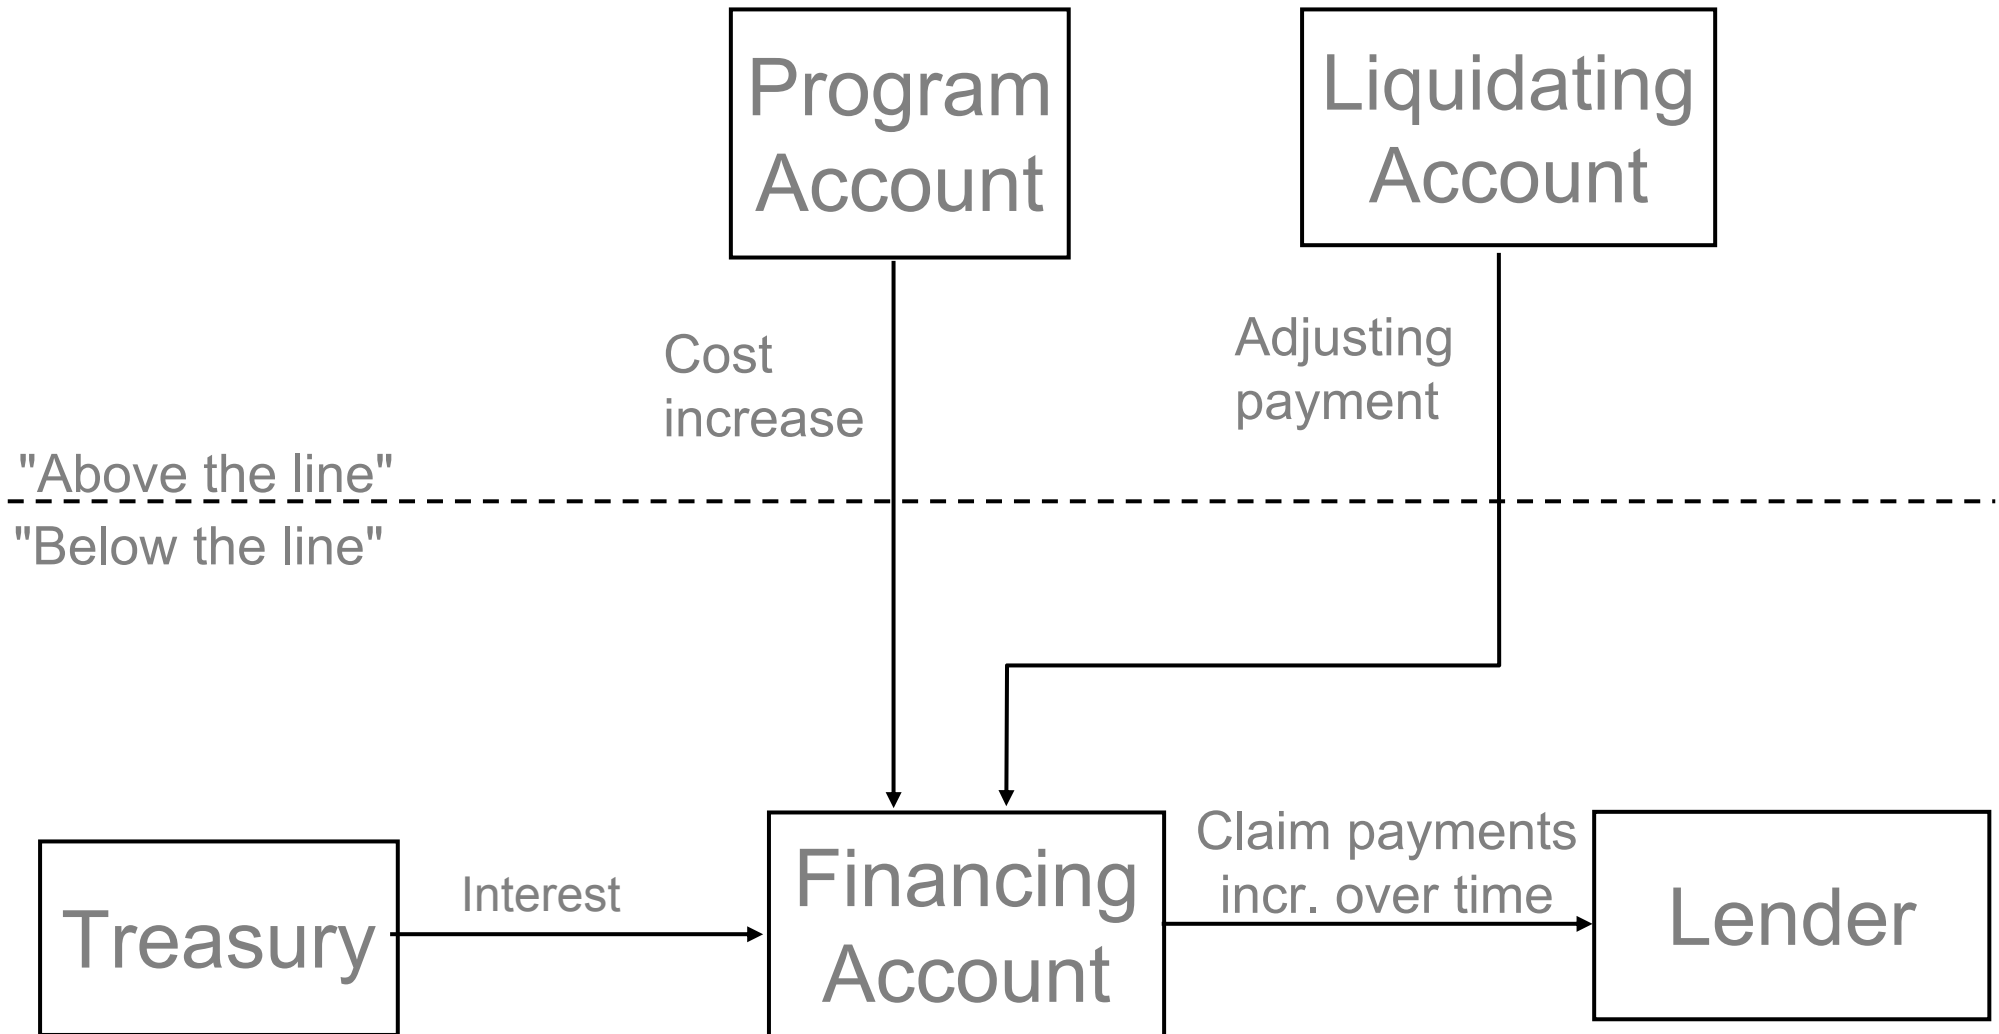 Program
Account
Liquidating
Account
Cost
increase
Adjusting
payment
"Above the line"
"Below the line"
Treasury
Interest
Financing
Account
Claim payments
incr. over time
Lender